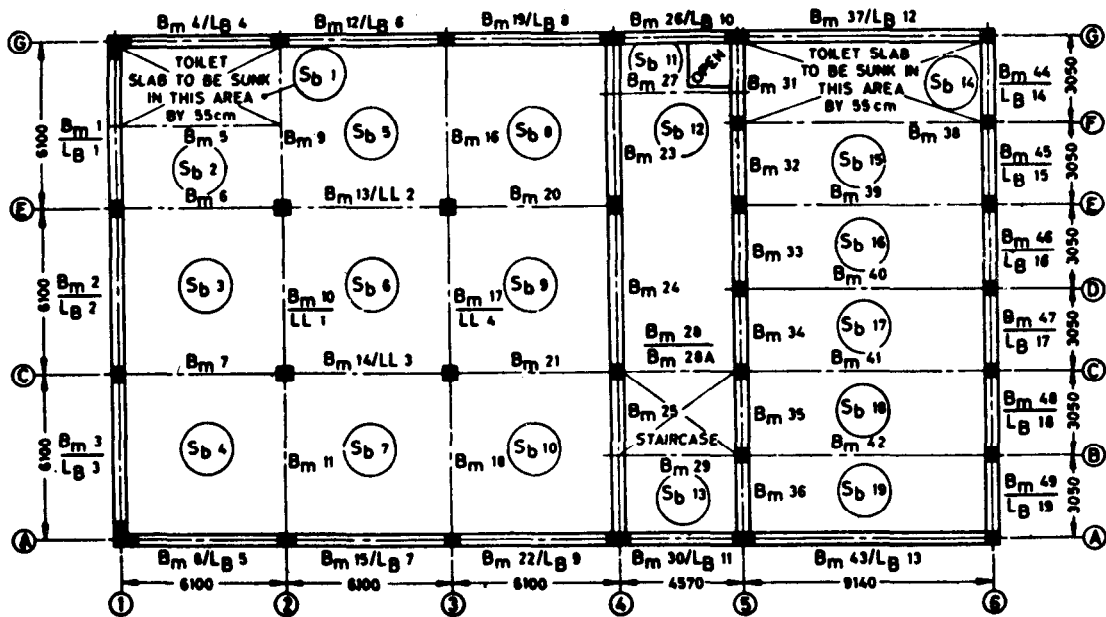 Bm 4/LB 4 Bm 12/LB 6 Bm 19/LB 8 Bm 26/LB 10 Bm 37/LB 12
G G
TOILET SLAB TO BE SUNK IN THIS AREA BY 55cm
Sb 1
Sb 11
Bm 27
OPEN
Bm 31
TOILET SLAB TO BE SUNK IN THIS AREA BY 55cm
Sb 14
Bm 44
LB 14
3050
6100
Bm 1
LB 1
Bm 5
Sb 2
Bm 6
Bm 9
Sb 5
Bm 16
Sb 8
Sb 12
Bm 23
F
Bm 38
Bm 32
Sb 15
Bm 39
Bm 45
LB 15
3050
E
Bm 13/LL 2
Bm 20
E
Bm 33
Sb 16
Bm 40
Bm 46
LB 16
3050
6100
Bm 2
LB 2
Sb 3
Bm 10
LL 1
Sb 6
Bm 17
LL 4
Sb 9
Bm 24
D
Bm 28
Bm 28A
Bm 34
Sb 17
Bm 41
Bm 47
LB 17
3050
C
Bm 7
Bm 14/LL 3
Bm 21
C
6100
Bm 3
LB 3
Sb 4
Bm 11
Sb 7
Bm 18
Sb 10
Bm 25
STAIRCASE
Bm 35
Sb 18
Bm 42
Bm 48
LB 18
3050
B
Bm 29
Sb 13
Bm 36
Sb 19
Bm 49
LB 19
3050
A A
Bm 8/LB 5 Bm 15/LB 7 Bm 22/LB 9 Bm 30/LB 11 Bm 43/LB 13
6100 6100 6100 4570 9140
1 2 3 4 5 6